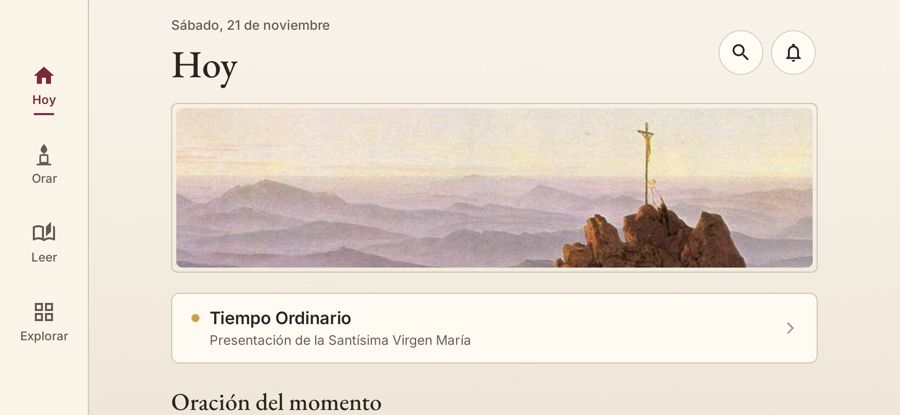 Sábado, 21 de noviembre
Hoy
Hoy
Orar
Leer
Explorar
Tiempo Ordinario
Presentación de la Santísima Virgen María
Oración del momento